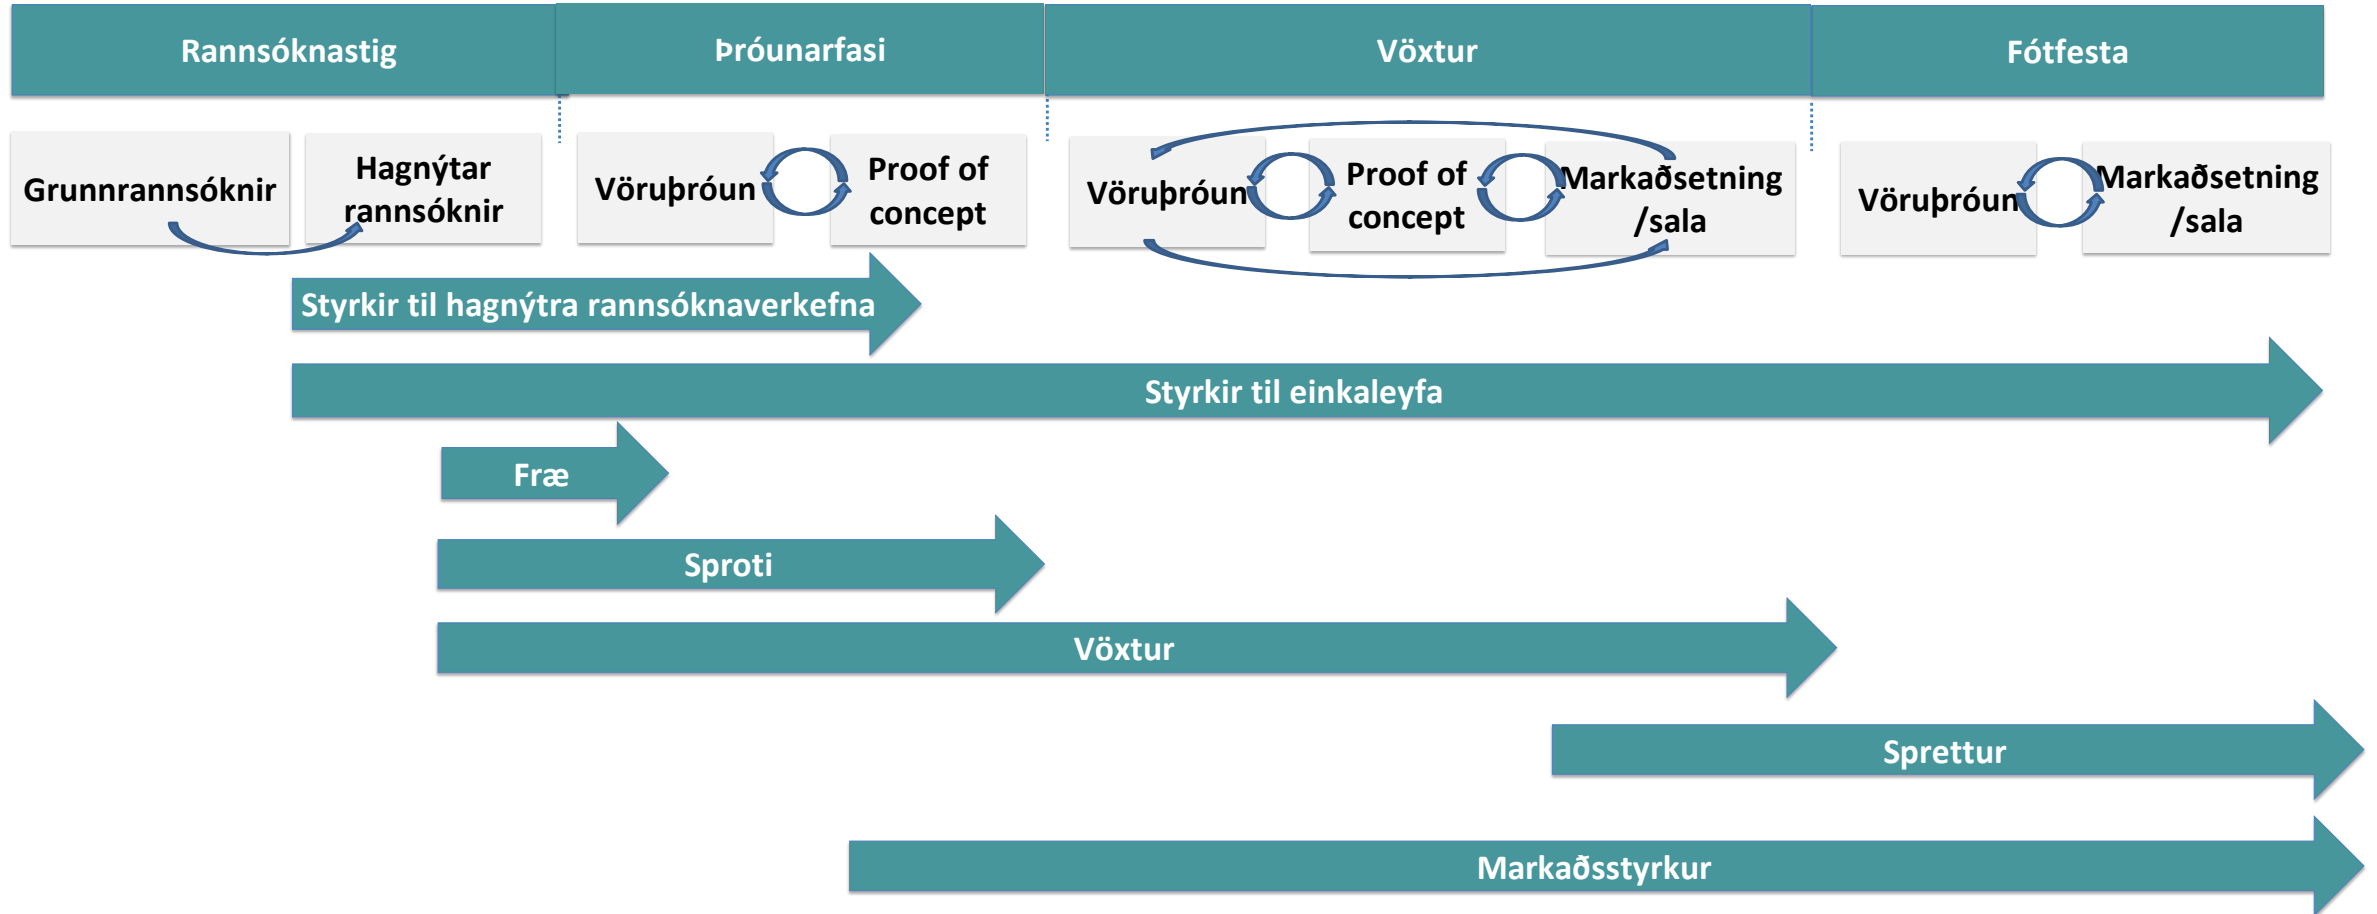 Rannsóknastig
Þróunarfasi
Vöxtur
Fótfesta
Grunnrannsóknir
Hagnýtar
rannsóknir
Vöruþróun
Proof of
concept
Vöruþróun
Proof of
concept
Markaðsetning
/sala
Vöruþróun
Markaðsetning
/sala
Styrkir til hagnýtra rannsóknaverkefna
Styrkir til einkaleyfa
Fræ
Sproti
Vöxtur
Sprettur
Markaðsstyrkur